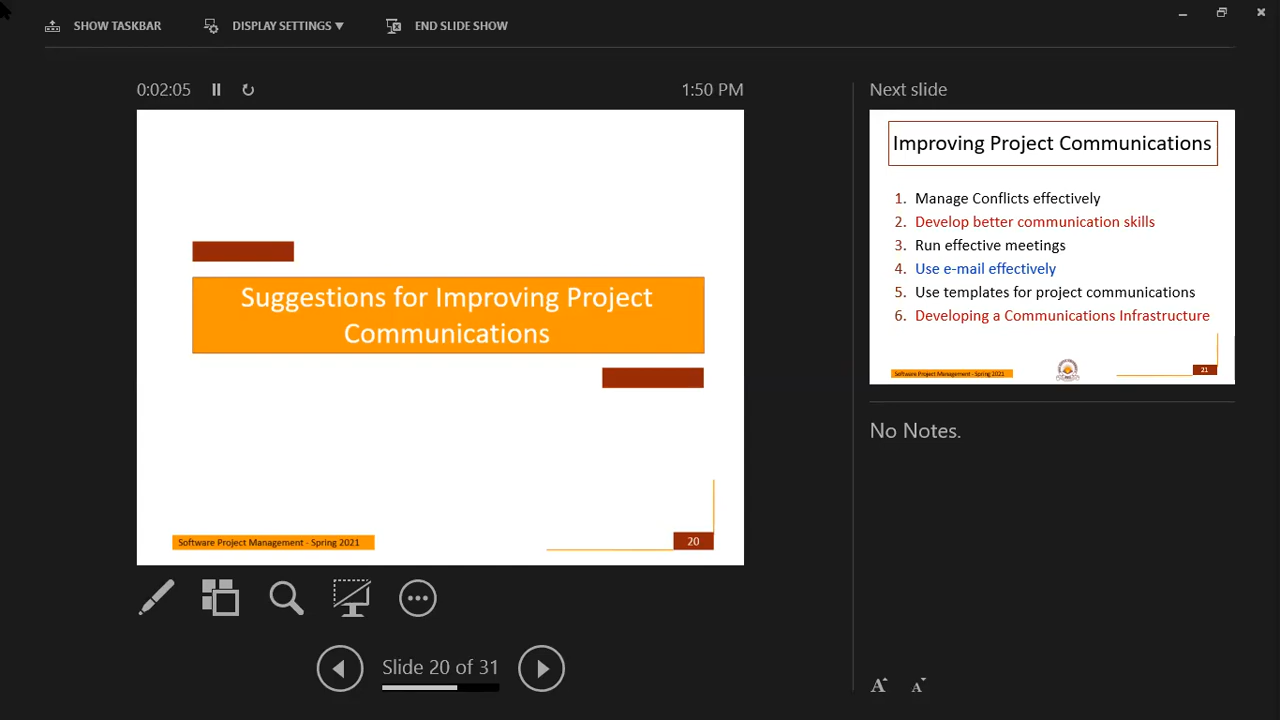 SHOW TASKBAR
DISPLAY SETTINGS ▼
END SLIDE SHOW
0:02:05
1:50 PM
Suggestions for Improving Project
Communications
Software Project Management - Spring 2021
20
Slide 20 of 31
Next slide
Improving Project Communications
1. Manage Conflicts effectively
2. Develop better communication skills
3. Run effective meetings
4. Use e-mail effectively
5. Use templates for project communications
6. Developing a Communications Infrastructure
Software Project Management - Spring 2021
21
No Notes.
A A